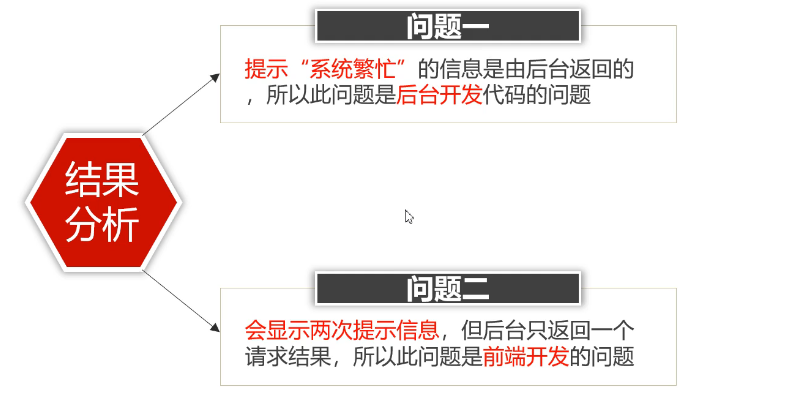 结果
分析
问题一
提示“系统繁忙”的信息是由后台返回的
，所以此问题是后台开发代码的问题
问题二
会显示两次提示信息，但后台只返回一个
请求结果，所以此问题是前端开发的问题